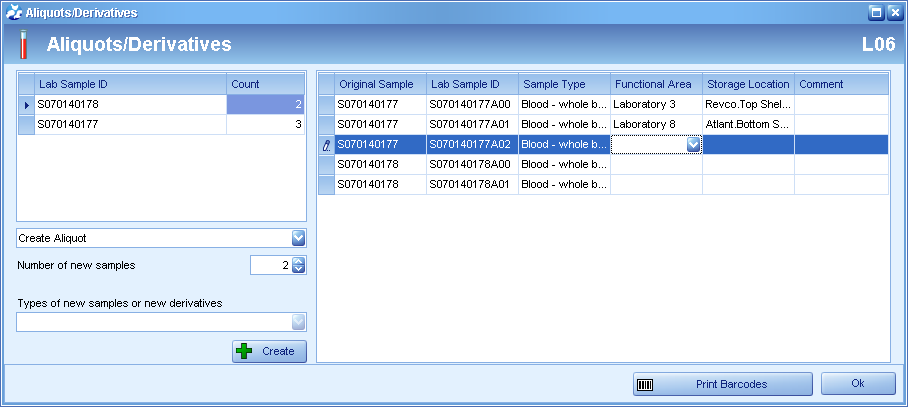 Aliquots/Derivatives
Aliquots/Derivatives L06
Lab Sample ID Count
S070140178 2
S070140177 3
Create Aliquot
Number of new samples 2
Types of new samples or new derivatives
Create
Original Sample Lab Sample ID Sample Type Functional Area Storage Location Comment
S070140177 S070140177A00 Blood - whole b... Laboratory 3 Revco.Top Shel...
S070140177 S070140177A01 Blood - whole b... Laboratory 8 Atlant.Bottom S...
S070140177 S070140177A02 Blood - whole b...
S070140178 S070140178A00 Blood - whole b...
S070140178 S070140178A01 Blood - whole b...
Print Barcodes Ok